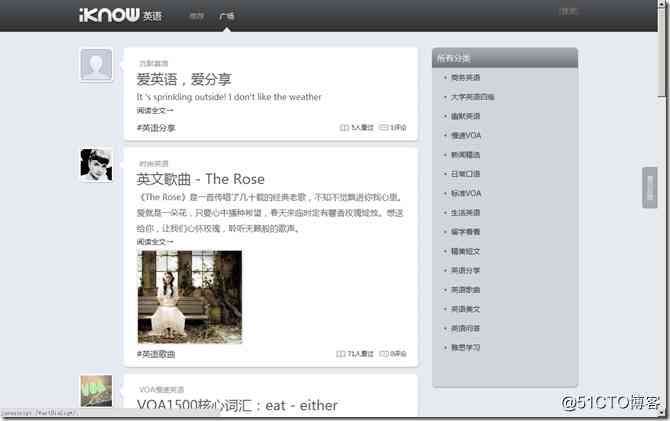 iKNOW 英语 推荐 广场
爱英语，爱分享
It 's sprinkling outside! I don't like the weather
阅读全文→
#英语分享 5人看过 1评论
时尚英语
英文歌曲 - The Rose
《The Rose》是一首传唱了几十载的经典老歌，不知不觉飘进你我心里。
爱就是一朵花，只要心中播种希望，春天来临时定有馨香玫瑰绽放。想送
给你，让我们心怀玫瑰，聆听天籁般的歌声。
阅读全文→
#英语歌曲 71人看过 0评论
VOA慢速英语
VOA1500核心词汇：eat - either
所有分类
商务英语
大学英语四级
幽默英语
慢速VOA
新闻精选
日常口语
标准VOA
生活英语
留学看看
精美短文
英语分享
英语歌曲
英语美文
英语问答
雅思学习
@51CTO博客